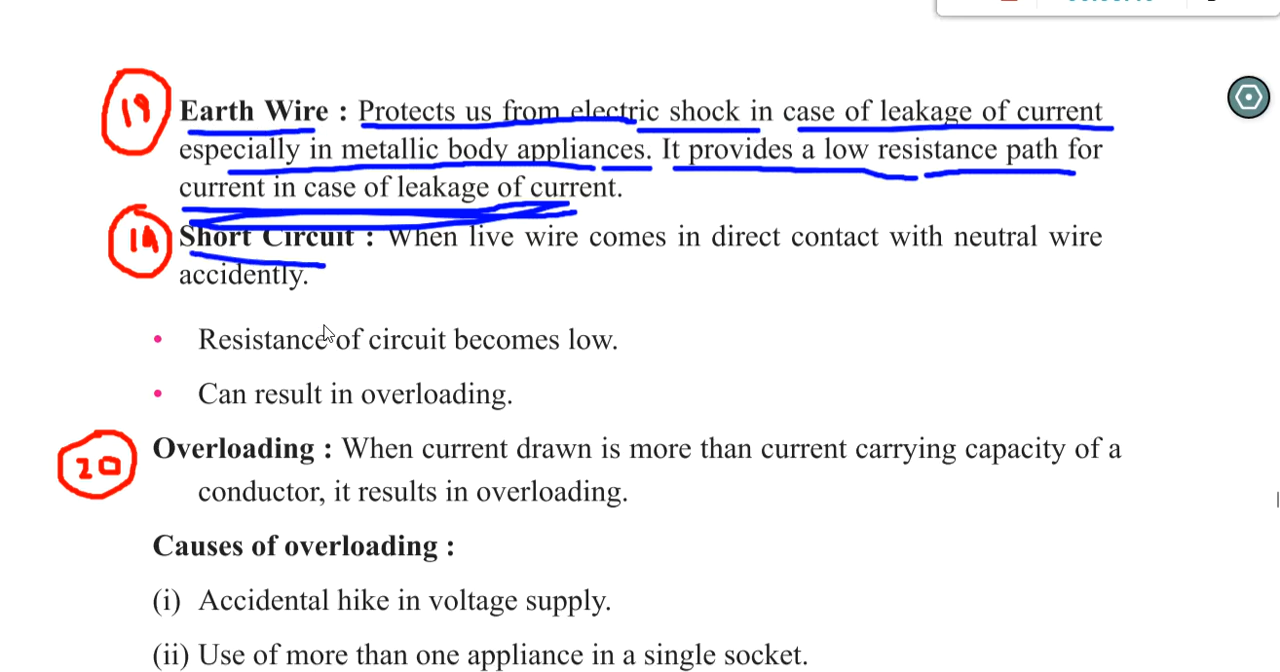 19 Earth Wire : Protects us from electric shock in case of leakage of current
especially in metallic body appliances. It provides a low resistance path for
current in case of leakage of current.
Short Circuit : When live wire comes in direct contact with neutral wire
accidently.
• Resistance of circuit becomes low.
• Can result in overloading.
20 Overloading : When current drawn is more than current carrying capacity of a
conductor, it results in overloading.
Causes of overloading :
(i) Accidental hike in voltage supply.
(ii) Use of more than one appliance in a single socket.